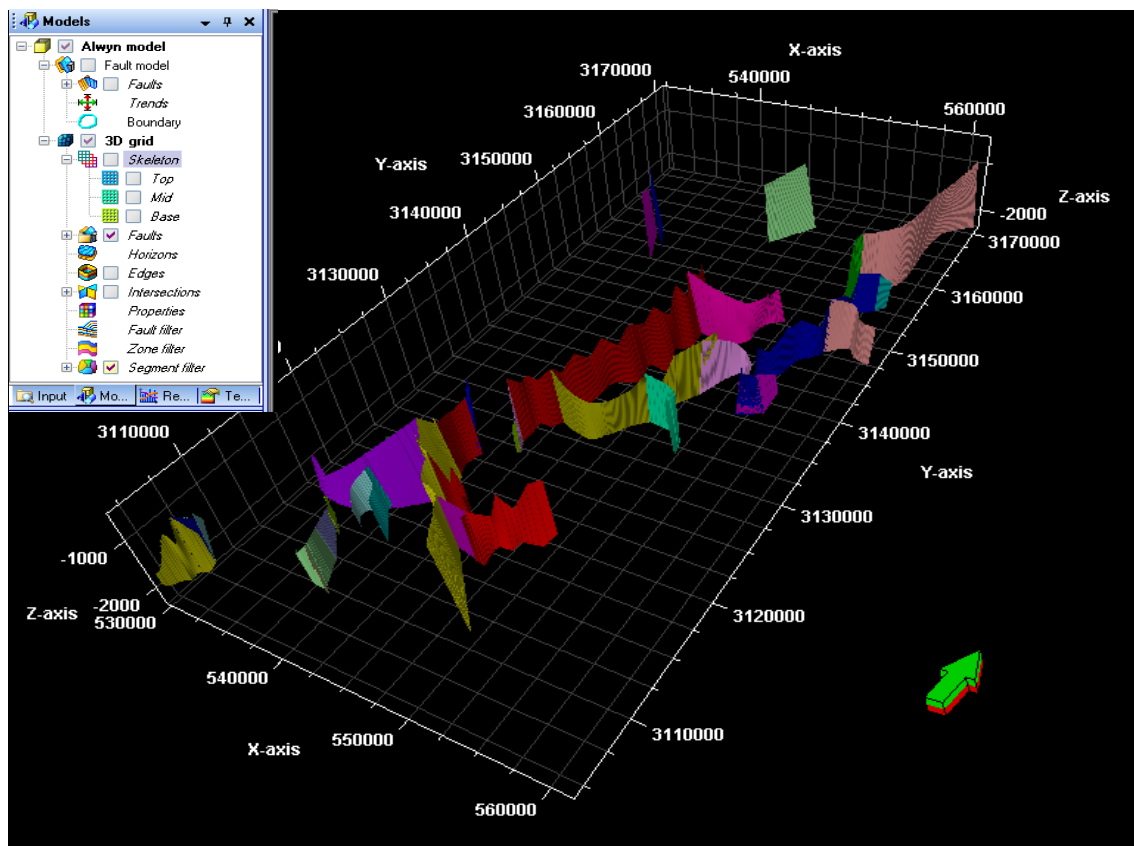 Models
Alwyn model
Fault model
Faults
Trends
Boundary
3D grid
Skeleton
Top
Mid
Base
Faults
Horizons
Edges
Intersections
Properties
Fault filter
Zone filter
Segment filter
Input Mo... Re... Te...
X-axis
3170000
540000
3160000
560000
Y-axis
3150000
3140000
-2000
Z-axis
3170000
3130000
3160000
3150000
3110000
3140000
Y-axis
3130000
-1000
Z-axis
-2000
530000
3120000
540000
3110000
X-axis
550000
560000